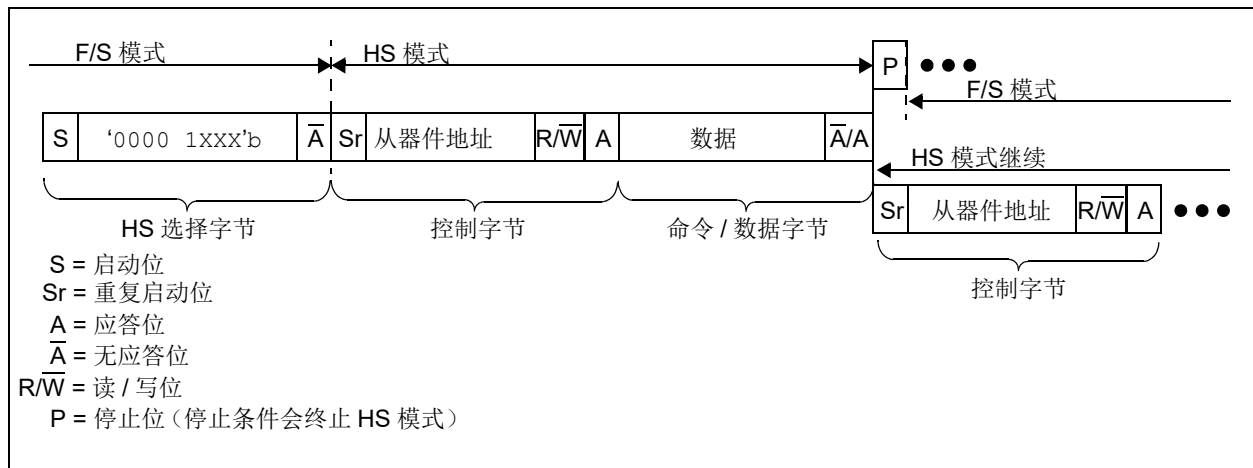 F/S 模式 HS 模式 P ●●●
F/S 模式
S '0000 1XXX'b A̅ Sr 从器件地址 R/W̅ A 数据 A̅/A
HS 模式继续
Sr 从器件地址 R/W̅ A ●●●
HS 选择字节 控制字节 命令 / 数据字节
控制字节
S = 启动位
Sr = 重复启动位
A = 应答位
A̅ = 无应答位
R/W̅ = 读 / 写位
P = 停止位（停止条件会终止 HS 模式）